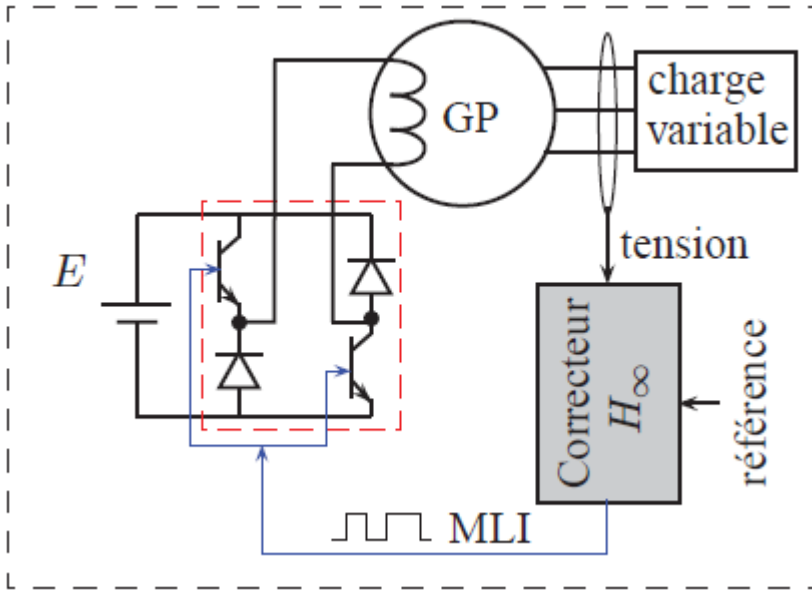 GP
charge
variable
E
tension
Correcteur
H∞
référence
MLI